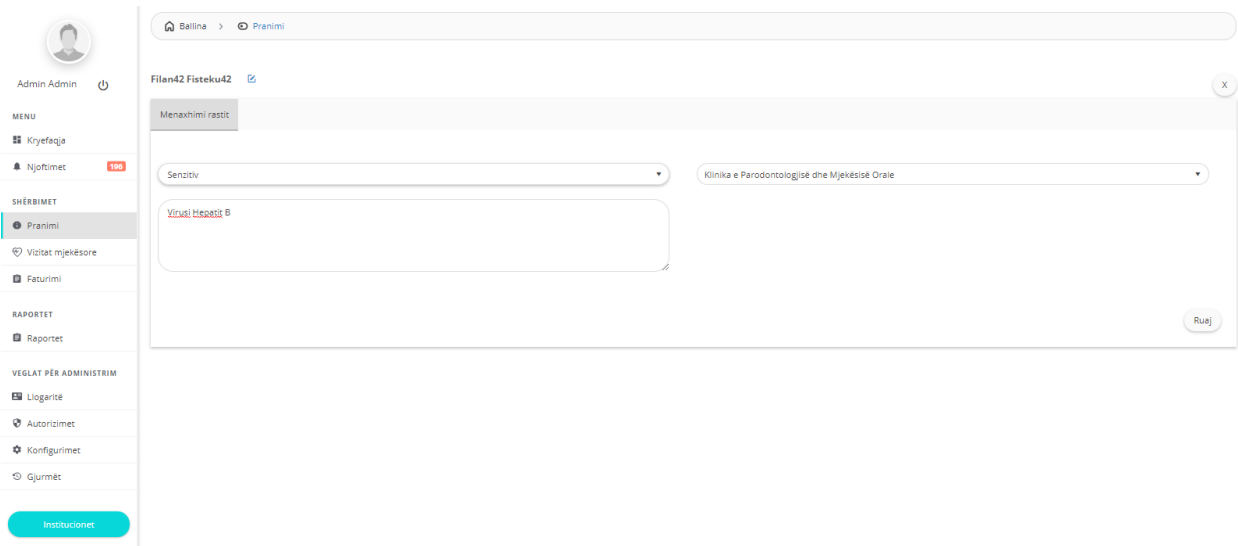 Ballina > Pranimi
Admin Admin
MENU
Kryefaqja
Njoftimet 196
SHËRBIMET
Pranimi
Vizitat mjekësore
Faturimi
RAPORTET
Raportet
VEGLAT PËR ADMINISTRIM
Llogaritë
Autorizimet
Konfigurimet
Gjurmët
Institucionet
Filan42 Fisteku42
X
Menaxhimi rastit
Senzitiv
Klinika e Parodontologjisë dhe Mjekësisë Orale
Virusi Hepatit B
Ruaj